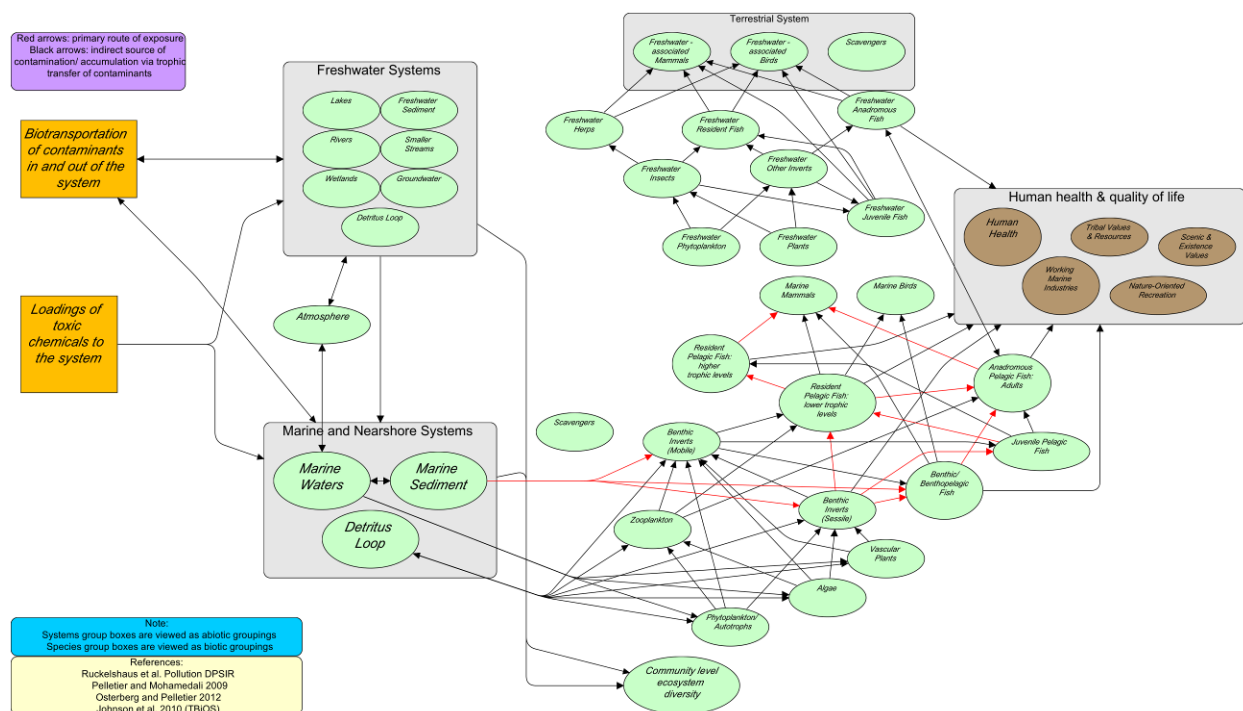 Red arrows: primary route of exposure
Black arrows: indirect source of
contamination/ accumulation via trophic
transfer of contaminants
Biotransportation
of contaminants
in and out of the
system
Loadings of
toxic
chemicals to
the system
Freshwater Systems
Lakes
Freshwater
Sediment
Rivers
Smaller
Streams
Wetlands
Groundwater
Detritus Loop
Atmosphere
Marine and Nearshore Systems
Marine
Waters
Marine
Sediment
Detritus
Loop
Terrestrial System
Freshwater -
associated
Mammals
Freshwater -
associated
Birds
Scavengers
Freshwater
Herps
Freshwater
Resident Fish
Freshwater
Anadromous
Fish
Freshwater
Insects
Freshwater
Other Inverts
Freshwater
Juvenile Fish
Freshwater
Phytoplankton
Freshwater
Plants
Human health & quality of life
Human
Health
Tribal Values
& Resources
Scenic &
Existence
Values
Working
Marine
Industries
Nature-Oriented
Recreation
Marine
Mammals
Marine Birds
Resident
Pelagic Fish:
higher
trophic levels
Resident
Pelagic Fish:
lower trophic
levels
Anadromous
Pelagic Fish:
Adults
Scavengers
Benthic
Inverts
(Mobile)
Juvenile Pelagic
Fish
Benthic/
Benthopelagic
Fish
Zooplankton
Benthic
Inverts
(Sessile)
Vascular
Plants
Algae
Phytoplankton/
Autotrophs
Community level
ecosystem
diversity
Note:
Systems group boxes are viewed as abiotic groupings
Species group boxes are viewed as biotic groupings
References:
Ruckelshaus et al. Pollution DPSIR
Pelletier and Mohamedali 2009
Osterberg and Pelletier 2012
Johnson et al. 2010 (TBiOS)